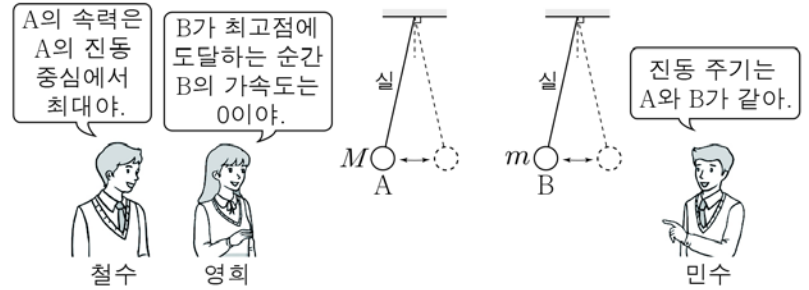 A의 속력은
A의 진동
중심에서
최대야.
B가 최고점에
도달하는 순간
B의 가속도는
0이야.
실
M
A
실
m
B
진동 주기는
A와 B가 같아.
철수
영희
민수